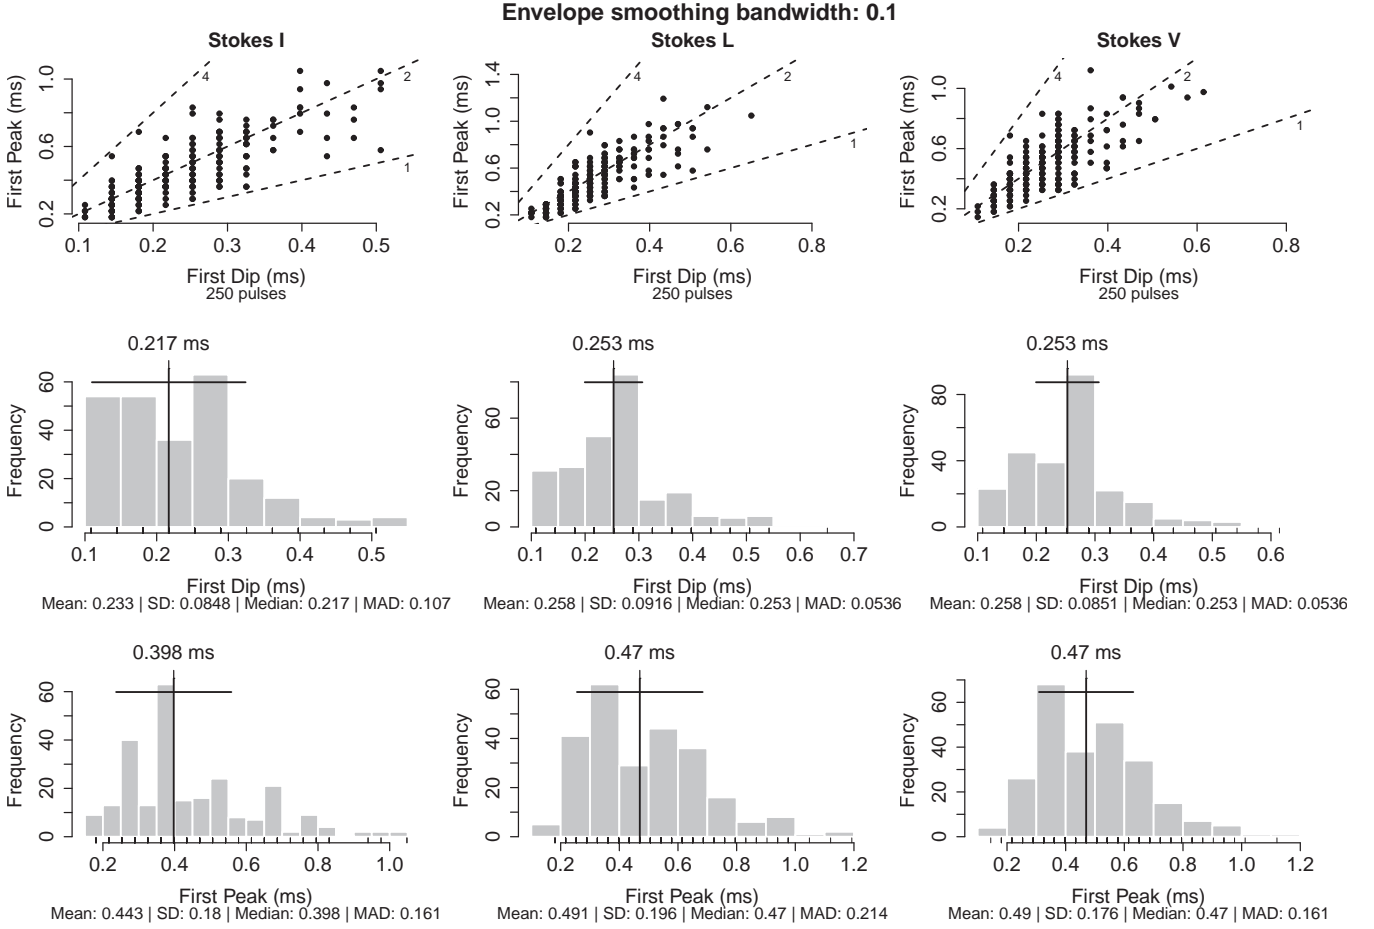 Envelope smoothing bandwidth: 0.1
Stokes I
Stokes L
Stokes V
First Peak (ms)
0.2 0.6 1.0
4
2
1
0.1 0.2 0.3 0.4 0.5
First Dip (ms)
250 pulses
First Peak (ms)
0.2 0.6 1.0 1.4
4
2
1
0.2 0.4 0.6 0.8
First Dip (ms)
250 pulses
First Peak (ms)
0.2 0.6 1.0
4
2
1
0.2 0.4 0.6 0.8
First Dip (ms)
250 pulses
0.217 ms
Frequency
0 20 40 60
0.1 0.2 0.3 0.4 0.5
First Dip (ms)
Mean: 0.233 | SD: 0.0848 | Median: 0.217 | MAD: 0.107
0.253 ms
Frequency
0 20 60
0.1 0.2 0.3 0.4 0.5 0.6 0.7
First Dip (ms)
Mean: 0.258 | SD: 0.0916 | Median: 0.253 | MAD: 0.0536
0.253 ms
Frequency
0 40 80
0.1 0.2 0.3 0.4 0.5 0.6
First Dip (ms)
Mean: 0.258 | SD: 0.0851 | Median: 0.253 | MAD: 0.0536
0.398 ms
Frequency
0 20 40 60
0.2 0.4 0.6 0.8 1.0
First Peak (ms)
Mean: 0.443 | SD: 0.18 | Median: 0.398 | MAD: 0.161
0.47 ms
Frequency
0 20 40 60
0.2 0.4 0.6 0.8 1.0 1.2
First Peak (ms)
Mean: 0.491 | SD: 0.196 | Median: 0.47 | MAD: 0.214
0.47 ms
Frequency
0 20 40 60
0.2 0.4 0.6 0.8 1.0 1.2
First Peak (ms)
Mean: 0.49 | SD: 0.176 | Median: 0.47 | MAD: 0.161